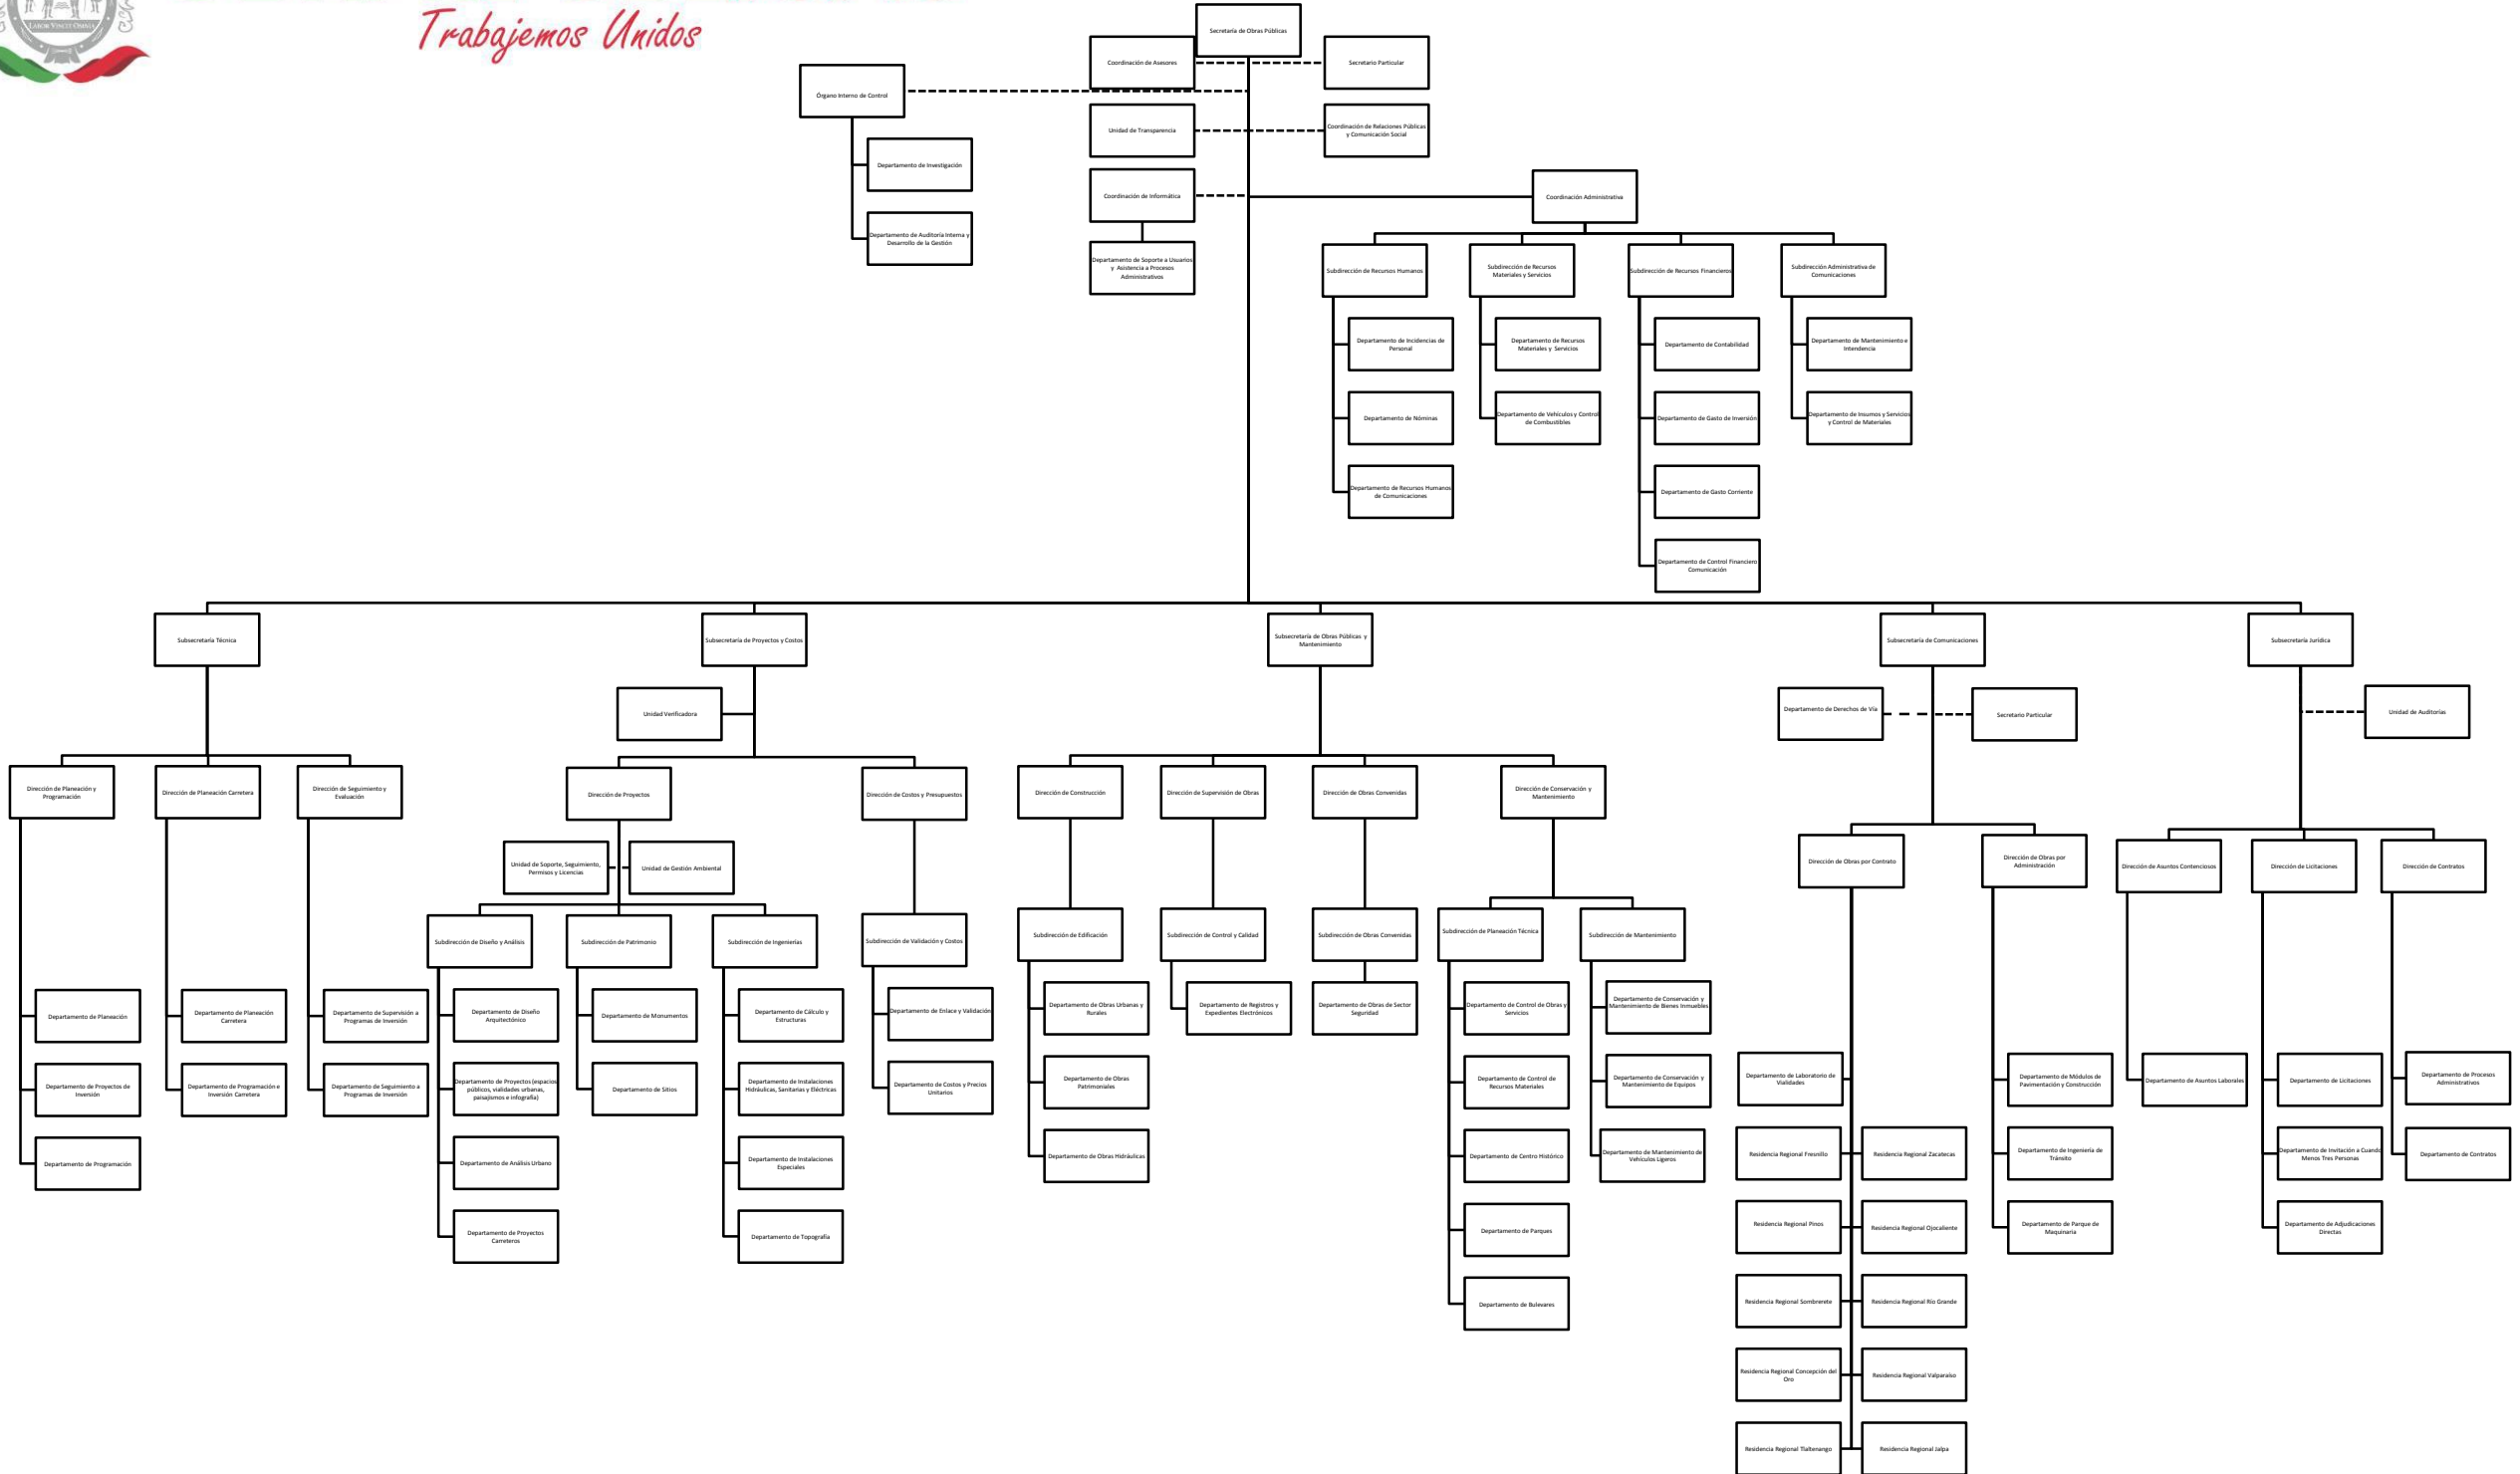 LABOR VINCIT OMNIA
Trabajemos Unidos
Secretaría de Obras Públicas
Coordinación de Asesores
Secretario Particular
Órgano Interno de Control
Unidad de Transparencia
Coordinación de Relaciones Públicas
y Comunicación Social
Departamento de Investigación
Coordinación de Informática
Coordinación Administrativa
Departamento de Auditoría Interna y
Desarrollo de la Gestión
Departamento de Soporte a Usuarios
y Asistencia a Procesos
Administrativos
Subdirección de Recursos Humanos
Subdirección de Recursos
Materiales y Servicios
Subdirección de Recursos Financieros
Subdirección Administrativa de
Comunicaciones
Departamento de Incidencias de
Personal
Departamento de Recursos
Materiales y Servicios
Departamento de Contabilidad
Departamento de Mantenimiento e
Intendencia
Departamento de Nóminas
Departamento de Vehículos y Control
de Combustibles
Departamento de Gasto de Inversión
Departamento de Insumos y Servicios
y Control de Materiales
Departamento de Recursos Humanos
de Comunicaciones
Departamento de Gasto Corriente
Departamento de Control Financiero
Comunicación
Subsecretaría Técnica
Subsecretaría de Proyectos y Costos
Subsecretaría de Obras Públicas y
Mantenimiento
Subsecretaría de Comunicaciones
Subsecretaría Jurídica
Unidad Verificadora
Departamento de Derechos de Vía
Secretario Particular
Unidad de Auditorías
Dirección de Planeación y
Programación
Dirección de Planeación Carretera
Dirección de Seguimiento y
Evaluación
Dirección de Proyectos
Dirección de Costos y Presupuestos
Dirección de Construcción
Dirección de Supervisión de Obras
Dirección de Obras Convenidas
Dirección de Conservación y
Mantenimiento
Unidad de Soporte, Seguimiento,
Permisos y Licencias
Unidad de Gestión Ambiental
Dirección de Obras por Contrato
Dirección de Obras por
Administración
Dirección de Asuntos Contenciosos
Dirección de Licitaciones
Dirección de Contratos
Subdirección de Diseño y Análisis
Subdirección de Patrimonio
Subdirección de Ingenierías
Subdirección de Validación y Costos
Subdirección de Edificación
Subdirección de Control y Calidad
Subdirección de Obras Convenidas
Subdirección de Planeación Técnica
Subdirección de Mantenimiento
Departamento de Planeación
Departamento de Planeación
Carretera
Departamento de Supervisión a
Programas de Inversión
Departamento de Diseño
Arquitectónico
Departamento de Monumentos
Departamento de Cálculo y
Estructuras
Departamento de Enlace y Validación
Departamento de Obras Urbanas y
Rurales
Departamento de Registros y
Expedientes Electrónicos
Departamento de Obras de Sector
Seguridad
Departamento de Control de Obras y
Servicios
Departamento de Conservación y
Mantenimiento de Bienes Inmuebles
Departamento de Proyectos de
Inversión
Departamento de Programación e
Inversión Carretera
Departamento de Seguimiento a
Programas de Inversión
Departamento de Proyectos (espacios
públicos, vialidades urbanas,
paisajismos e infografía)
Departamento de Sitios
Departamento de Instalaciones
Hidráulicas, Sanitarias y Eléctricas
Departamento de Costos y Precios
Unitarios
Departamento de Obras
Patrimoniales
Departamento de Control de
Recursos Materiales
Departamento de Conservación y
Mantenimiento de Equipos
Departamento de Laboratorio de
Vialidades
Departamento de Módulos de
Pavimentación y Construcción
Departamento de Asuntos Laborales
Departamento de Licitaciones
Departamento de Procesos
Administrativos
Departamento de Programación
Departamento de Análisis Urbano
Departamento de Instalaciones
Especiales
Departamento de Obras Hidráulicas
Departamento de Centro Histórico
Departamento de Mantenimiento de
Vehículos Ligeros
Residencia Regional Fresnillo
Residencia Regional Zacatecas
Departamento de Ingeniería de
Tránsito
Departamento de Invitación a Cuando
Menos Tres Personas
Departamento de Contratos
Departamento de Proyectos
Carreteros
Departamento de Topografía
Departamento de Parques
Residencia Regional Pinos
Residencia Regional Ojocaliente
Departamento de Parque de
Maquinaria
Departamento de Adjudicaciones
Directas
Departamento de Bulevares
Residencia Regional Sombrerete
Residencia Regional Río Grande
Residencia Regional Concepción del
Oro
Residencia Regional Valparaíso
Residencia Regional Tlaltenango
Residencia Regional Jalpa